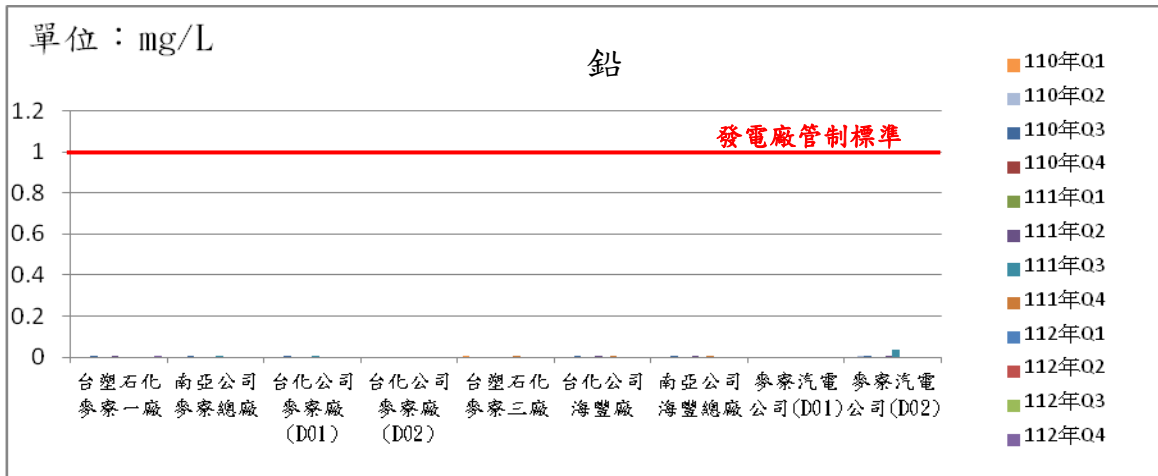 單位：mg/L
鉛
發電廠管制標準
1.2
1
0.8
0.6
0.4
0.2
0
台塑石化
麥寮一廠
南亞公司
麥寮總廠
台化公司
麥寮廠
(D01)
台化公司
麥寮廠
(D02)
台塑石化
麥寮三廠
台化公司
海豐廠
南亞公司
海豐總廠
麥寮汽電
公司(D01)
麥寮汽電
公司(D02)
110年Q1
110年Q2
110年Q3
110年Q4
111年Q1
111年Q2
111年Q3
111年Q4
112年Q1
112年Q2
112年Q3
112年Q4